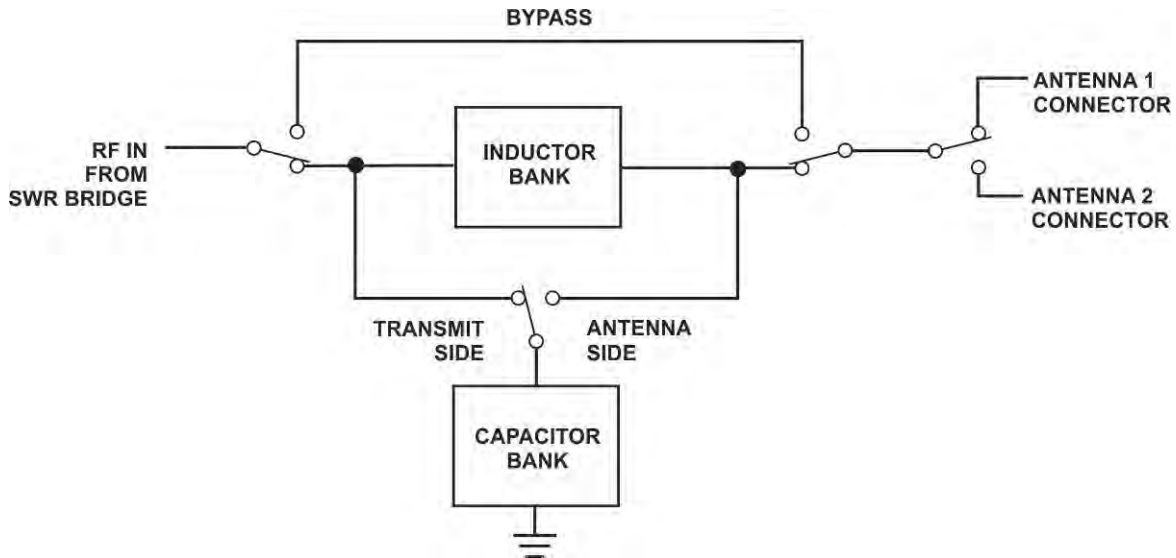 BYPASS
ANTENNA 1
CONNECTOR
RF IN
FROM
SWR BRIDGE
INDUCTOR
BANK
ANTENNA 2
CONNECTOR
TRANSMIT
SIDE
ANTENNA
SIDE
CAPACITOR
BANK